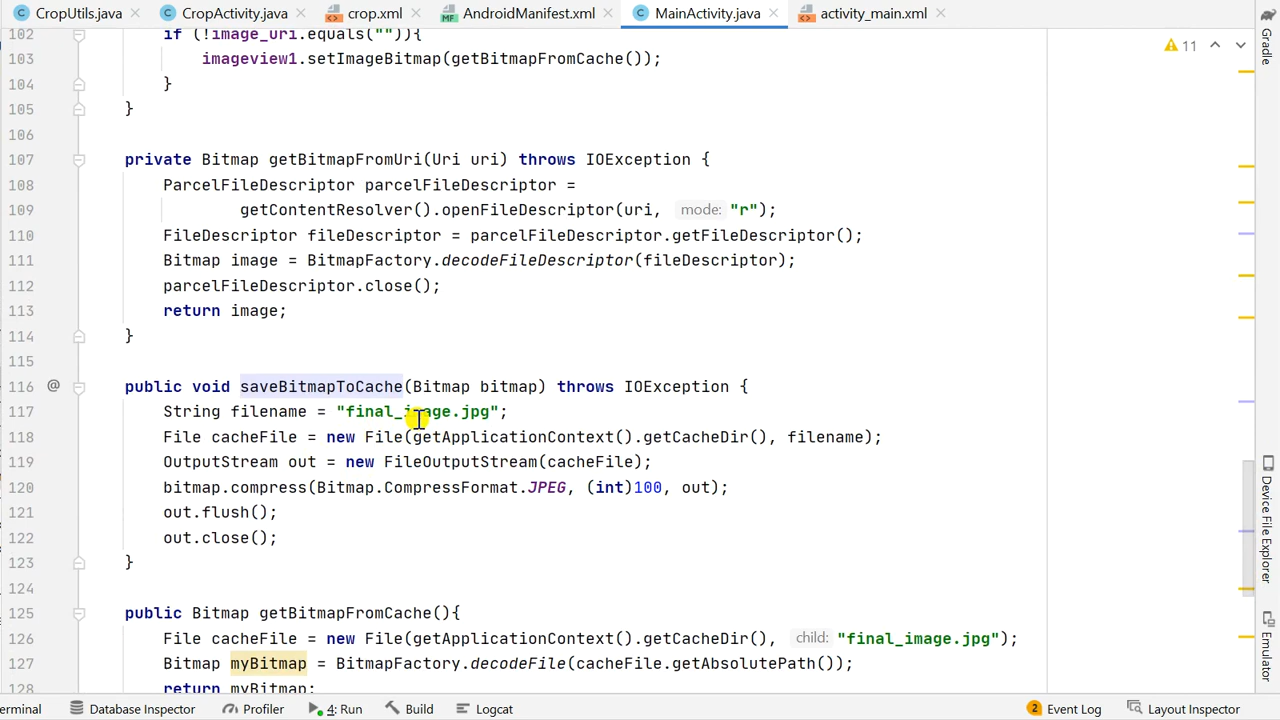 CropUtils.java CropActivity.java crop.xml AndroidManifest.xml MainActivity.java activity_main.xml
Gradle
11
102 if (!image_uri.equals("")){
103 imageview1.setImageBitmap(getBitmapFromCache());
104 }
105 }
106
107 private Bitmap getBitmapFromUri(Uri uri) throws IOException {
108 ParcelFileDescriptor parcelFileDescriptor =
109 getContentResolver().openFileDescriptor(uri, mode: "r");
110 FileDescriptor fileDescriptor = parcelFileDescriptor.getFileDescriptor();
111 Bitmap image = BitmapFactory.decodeFileDescriptor(fileDescriptor);
112 parcelFileDescriptor.close();
113 return image;
114 }
115
116 @ public void saveBitmapToCache(Bitmap bitmap) throws IOException {
117 String filename = "final_image.jpg";
118 File cacheFile = new File(getApplicationContext().getCacheDir(), filename);
119 OutputStream out = new FileOutputStream(cacheFile);
120 bitmap.compress(Bitmap.CompressFormat.JPEG, (int)100, out);
121 out.flush();
122 out.close();
123 }
124
125 public Bitmap getBitmapFromCache(){
126 File cacheFile = new File(getApplicationContext().getCacheDir(), child: "final_image.jpg");
127 Bitmap myBitmap = BitmapFactory.decodeFile(cacheFile.getAbsolutePath());
128 return myBitmap;
Device File Explorer
Emulator
erminal Database Inspector Profiler 4: Run Build Logcat 2 Event Log Layout Inspector